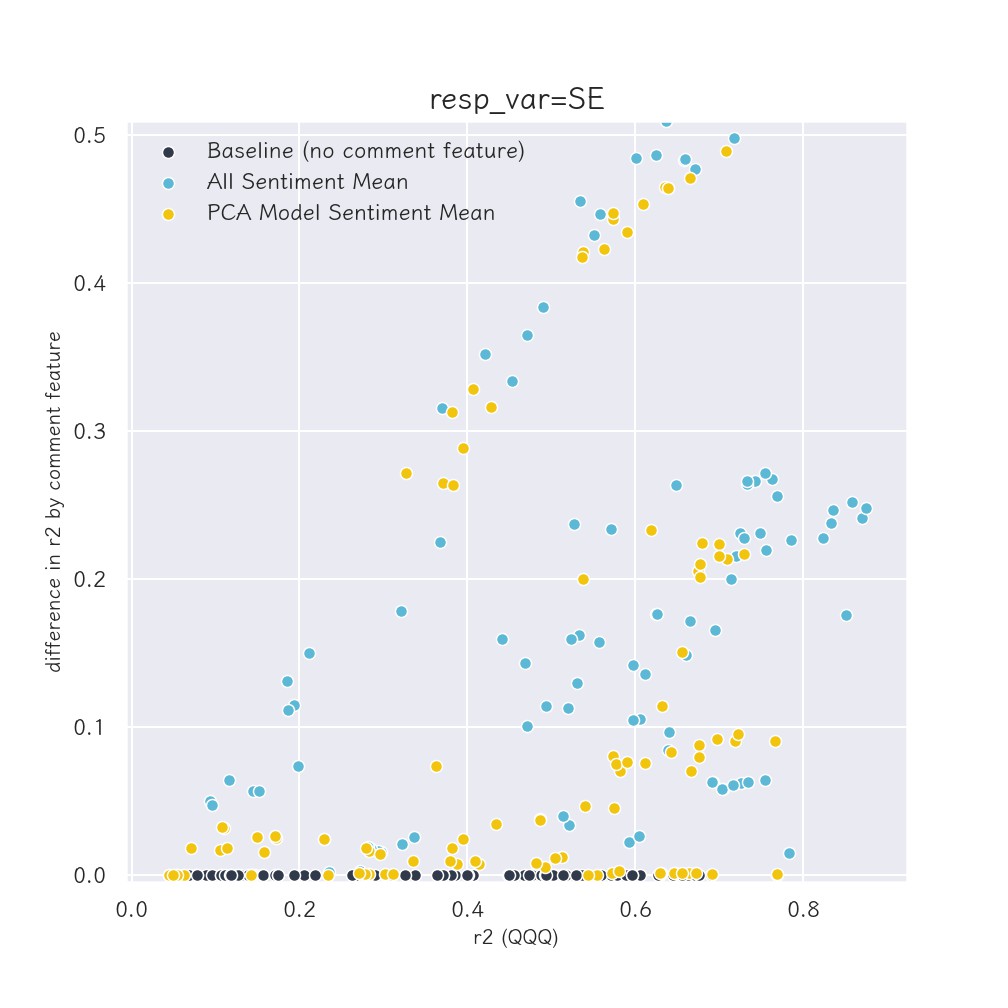 resp_var=SE
Baseline (no comment feature)
All Sentiment Mean
PCA Model Sentiment Mean
0.5
0.4
0.3
0.2
0.1
0.0
difference in r2 by comment feature
0.0 0.2 0.4 0.6 0.8
r2 (QQQ)